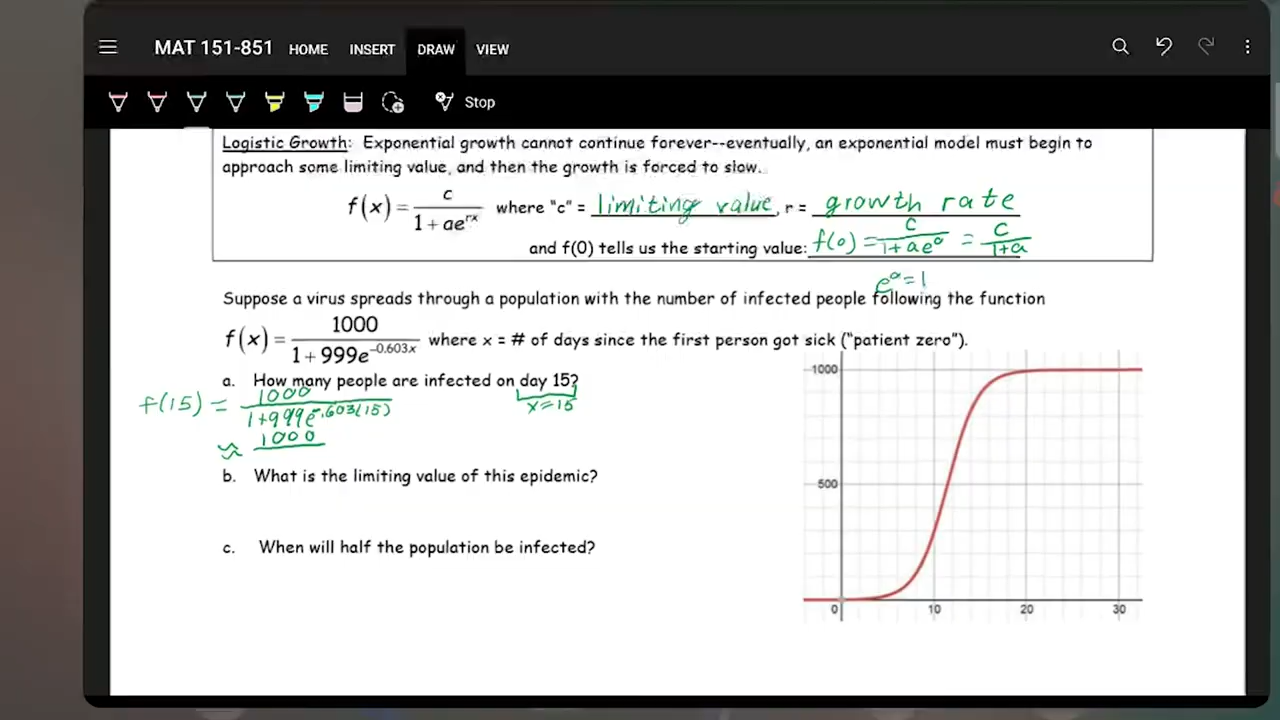 MAT 151-851 HOME INSERT DRAW VIEW
Stop
Logistic Growth: Exponential growth cannot continue forever--eventually, an exponential model must begin to
approach some limiting value, and then the growth is forced to slow.
f(x) = c / (1 + ae^(rx)) where "c" = limiting value, r = growth rate
and f(0) tells us the starting value: f(0) = c / (1+ae^0) = c / (1+a)
e^0 = 1
Suppose a virus spreads through a population with the number of infected people following the function
f(x) = 1000 / (1 + 999e^(-0.603x)) where x = # of days since the first person got sick ("patient zero").
a. How many people are infected on day 15?
x=15
f(15) = 1000 / (1+999e^(-.603(15)))
≈ 1000
b. What is the limiting value of this epidemic?
c. When will half the population be infected?
1000
500
0 10 20 30